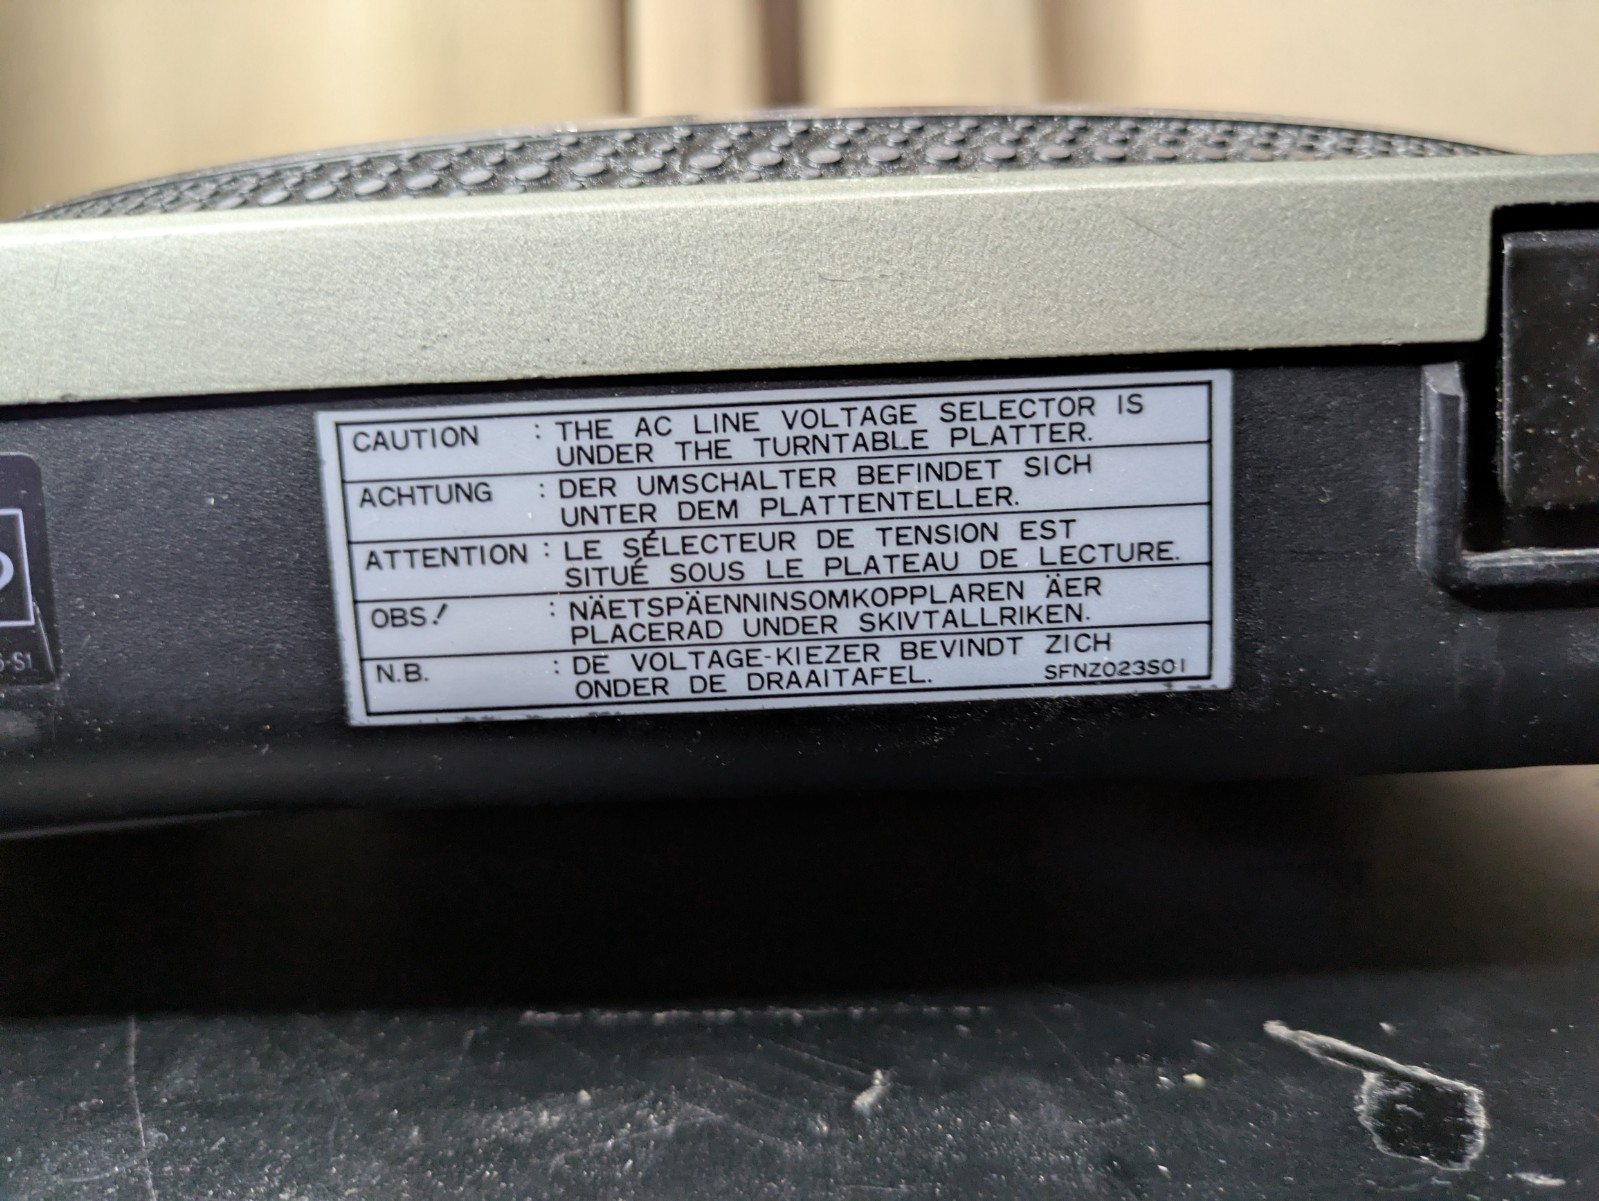 CAUTION : THE AC LINE VOLTAGE SELECTOR IS
UNDER THE TURNTABLE PLATTER.
ACHTUNG : DER UMSCHALTER BEFINDET SICH
UNTER DEM PLATTENTELLER.
ATTENTION : LE SÉLECTEUR DE TENSION EST
SITUÉ SOUS LE PLATEAU DE LECTURE.
OBS.! : NÄETSPÄENNINSOMKOPPLAREN ÄER
PLACERAD UNDER SKIVTALLRIKEN.
N.B. : DE VOLTAGE-KIEZER BEVINDT ZICH
ONDER DE DRAAITAFEL.
SFNZ023S01